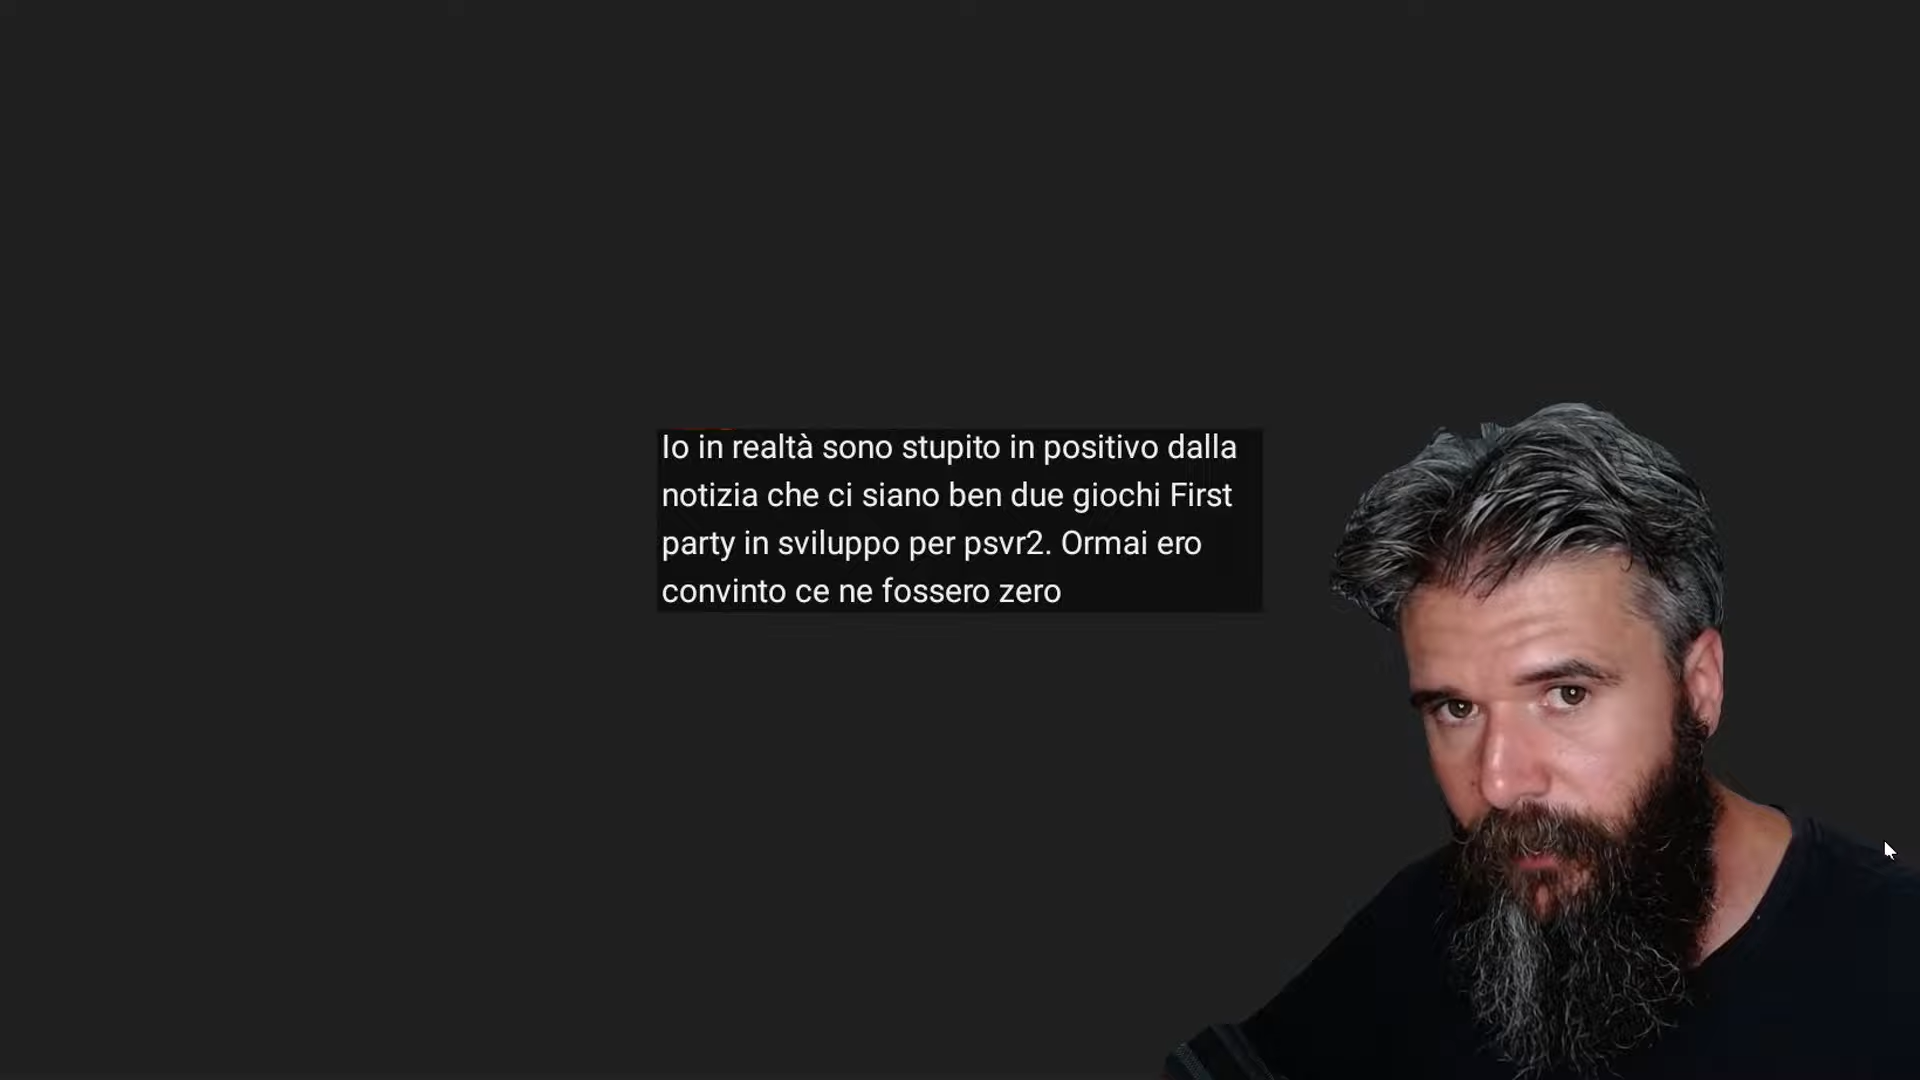 Io in realtà sono stupito in positivo dalla
notizia che ci siano ben due giochi First
party in sviluppo per psvr2. Ormai ero
convinto ce ne fossero zero